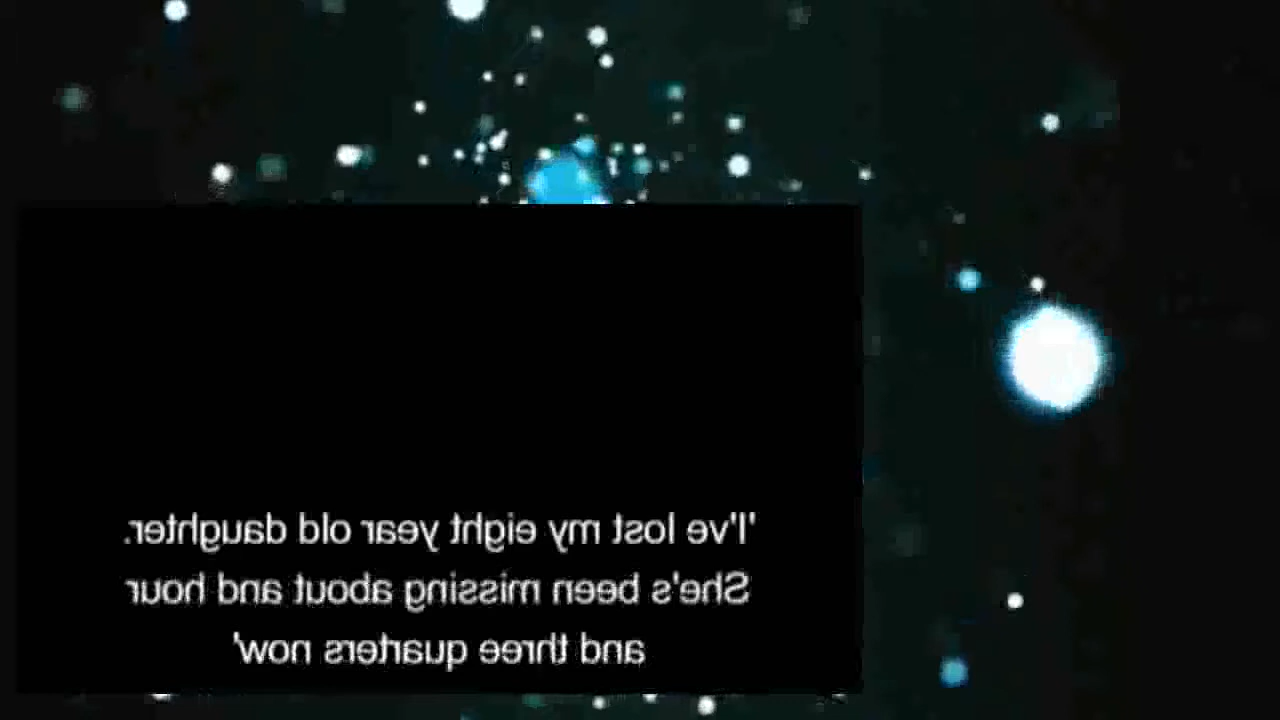 'I've lost my eight year old daughter.
She's been missing about and hour
and three quarters now'